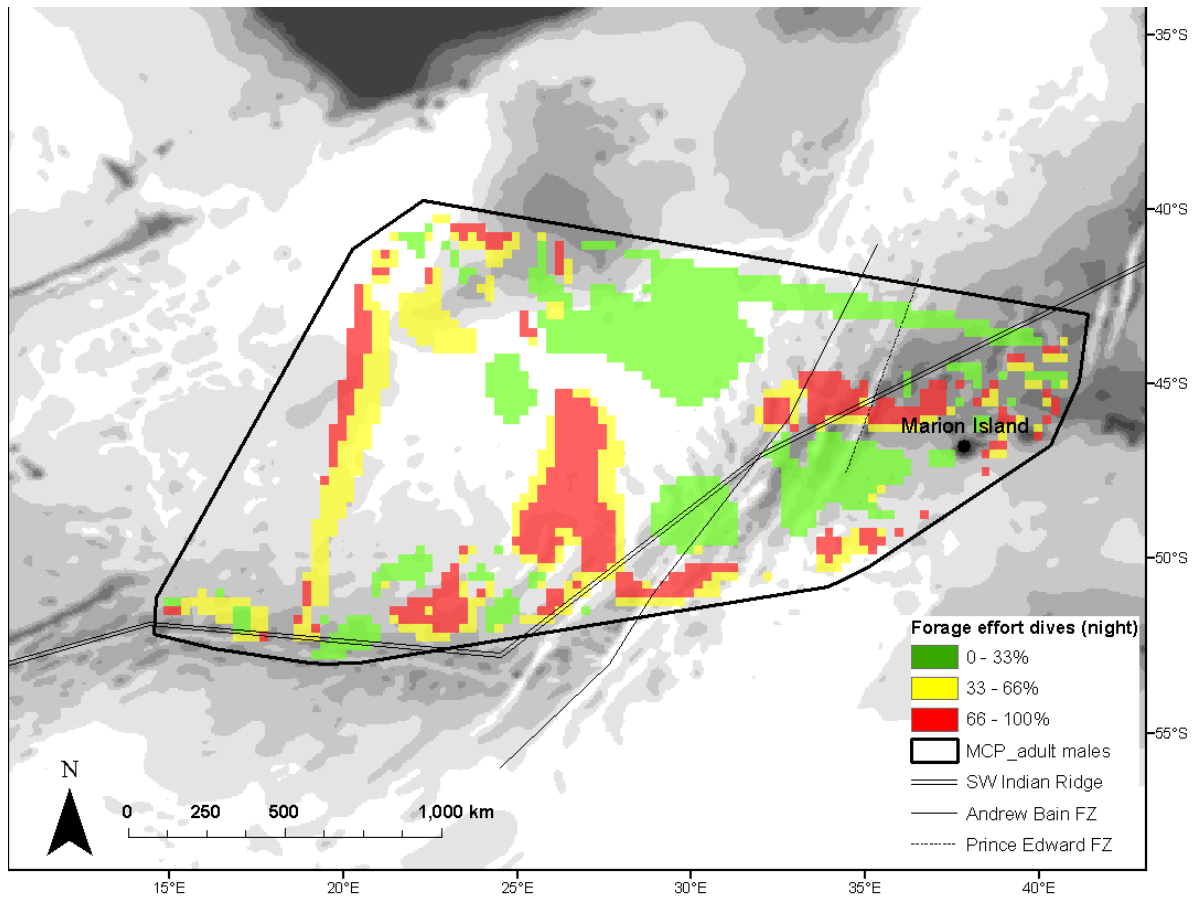 35°S
40°S
45°S
Marion Island
50°S
Forage effort dives (night)
0 - 33%
33 - 66%
66 - 100%
55°S
MCP_adult males
SW Indian Ridge
Andrew Bain FZ
Prince Edward FZ
N
0 250 500 1,000 km
15°E 20°E 25°E 30°E 35°E 40°E